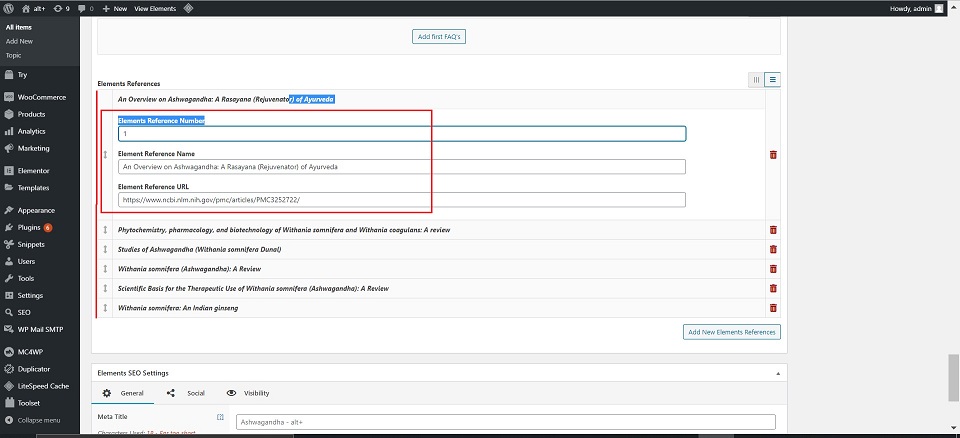 alt+ 9 0 New View Elements Howdy, admin
All items
Add New
Topic
Try
WooCommerce
Products
Analytics
Marketing
Elementor
Templates
Appearance
Plugins 6
Snippets
Users
Tools
Settings
SEO
WP Mail SMTP
MC4WP
Duplicator
LiteSpeed Cache
Toolset
Collapse menu
Add first FAQ's
Elements References
An Overview on Ashwagandha: A Rasayana (Rejuvenator) of Ayurveda
Elements Reference Number
1
Element Reference Name
An Overview on Ashwagandha: A Rasayana (Rejuvenator) of Ayurveda
Element Reference URL
https://www.ncbi.nlm.nih.gov/pmc/articles/PMC3252722/
Phytochemistry, pharmacology, and biotechnology of Withania somnifera and Withania coagulans: A review
Studies of Ashwagandha (Withania somnifera Dunal)
Withania somnifera (Ashwagandha): A Review
Scientific Basis for the Therapeutic Use of Withania somnifera (Ashwagandha): A Review
Withania somnifera: An Indian ginseng
Add New Elements References
Elements SEO Settings
General Social Visibility
Meta Title [?]
Ashwagandha - alt+
Characters Used: 18 - Far too short